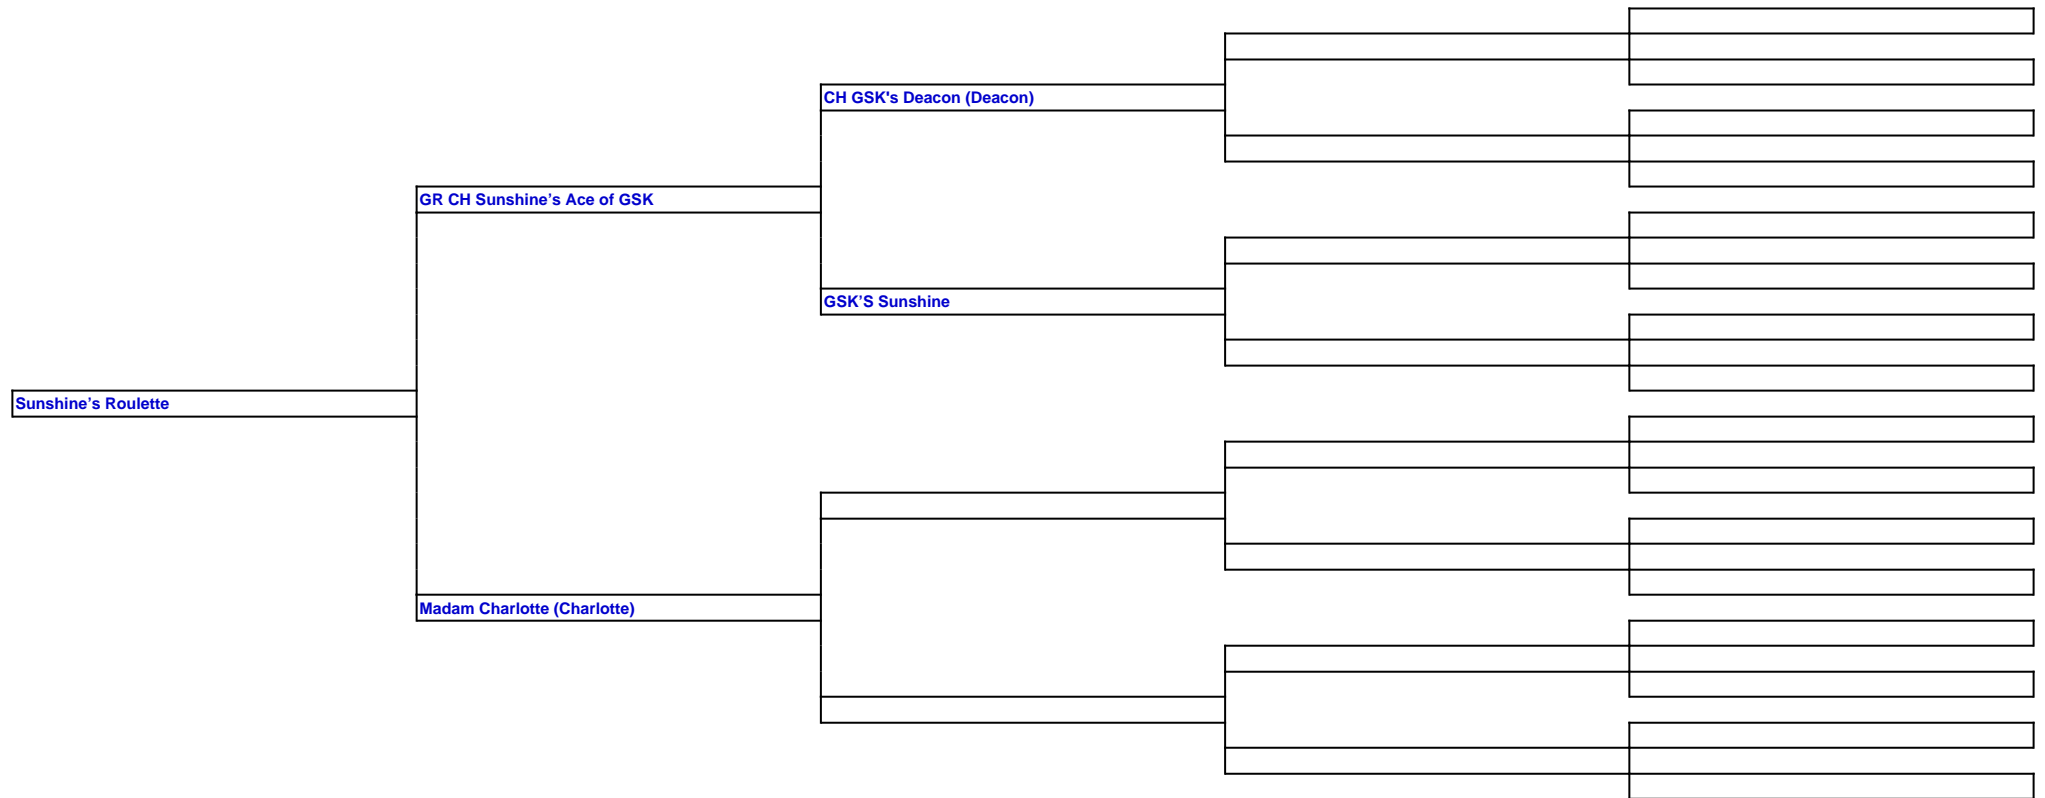 CH GSK's Deacon (Deacon)
GR CH Sunshine’s Ace of GSK
GSK’S Sunshine
Sunshine’s Roulette
Madam Charlotte (Charlotte)